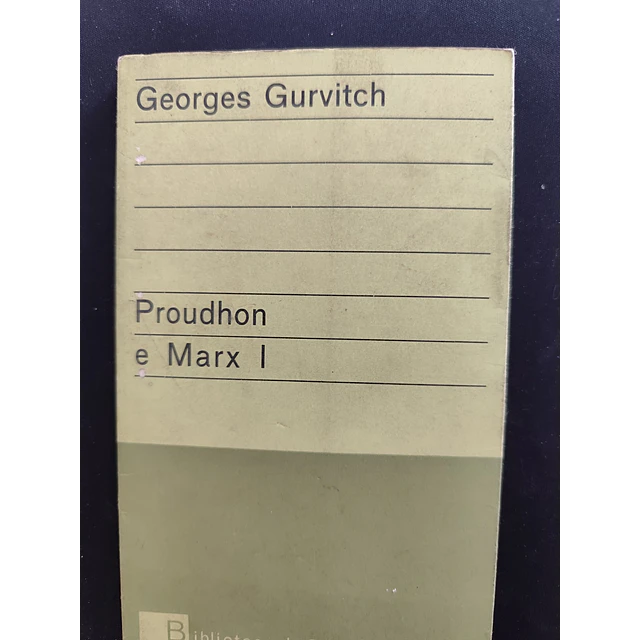 Georges Gurvitch
Proudhon
e Marx I